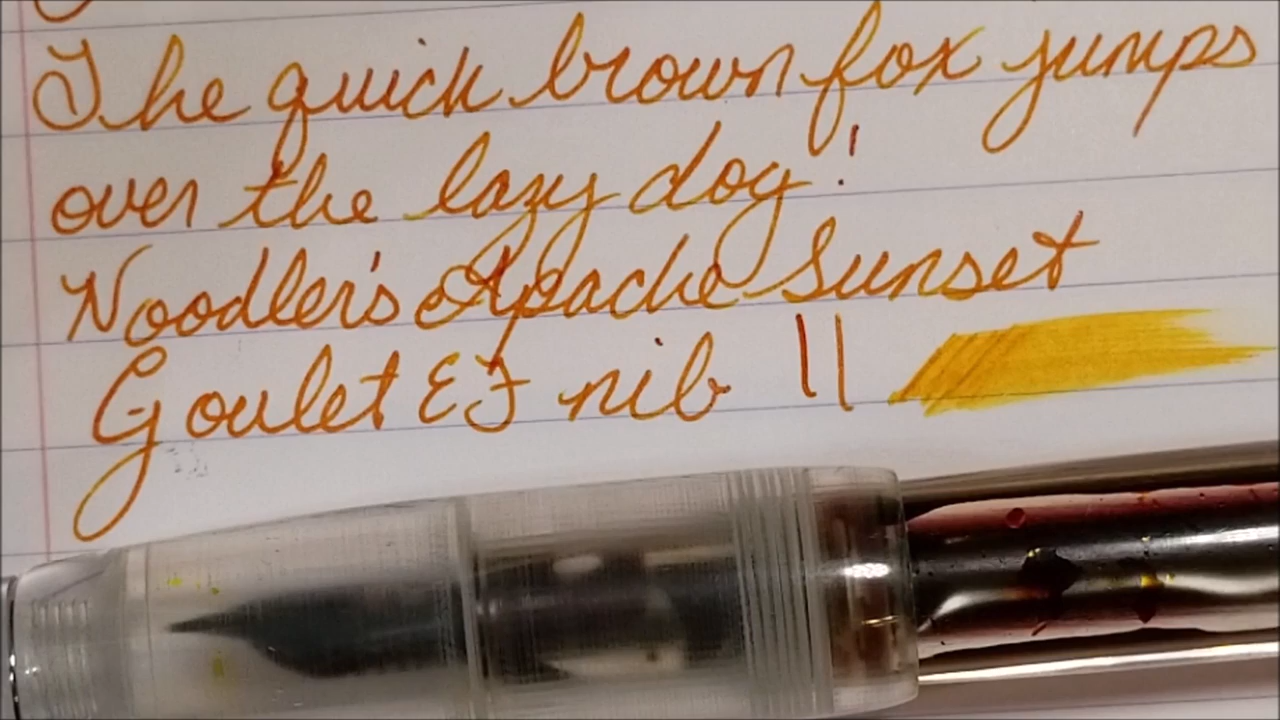 The quick brown fox jumps
over the lazy dog!
Noodler's Apache Sunset
Goulet EF nib